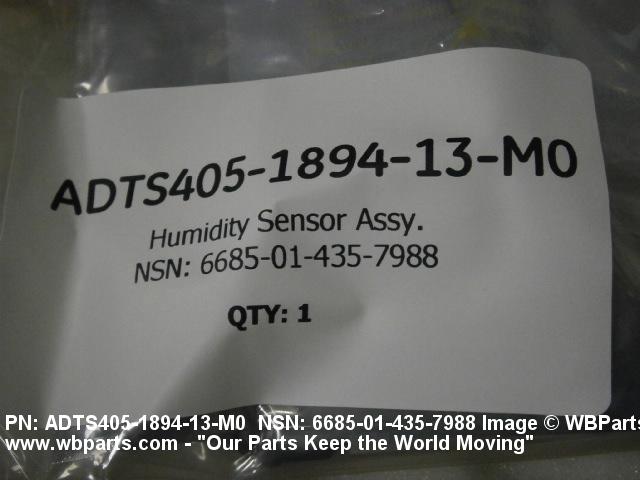 ADTS405-1894-13-M0
Humidity Sensor Assy.
NSN: 6685-01-435-7988
QTY: 1
PN: ADTS405-1894-13-M0 NSN: 6685-01-435-7988 Image © WBParts
www.wbparts.com - "Our Parts Keep the World Moving"